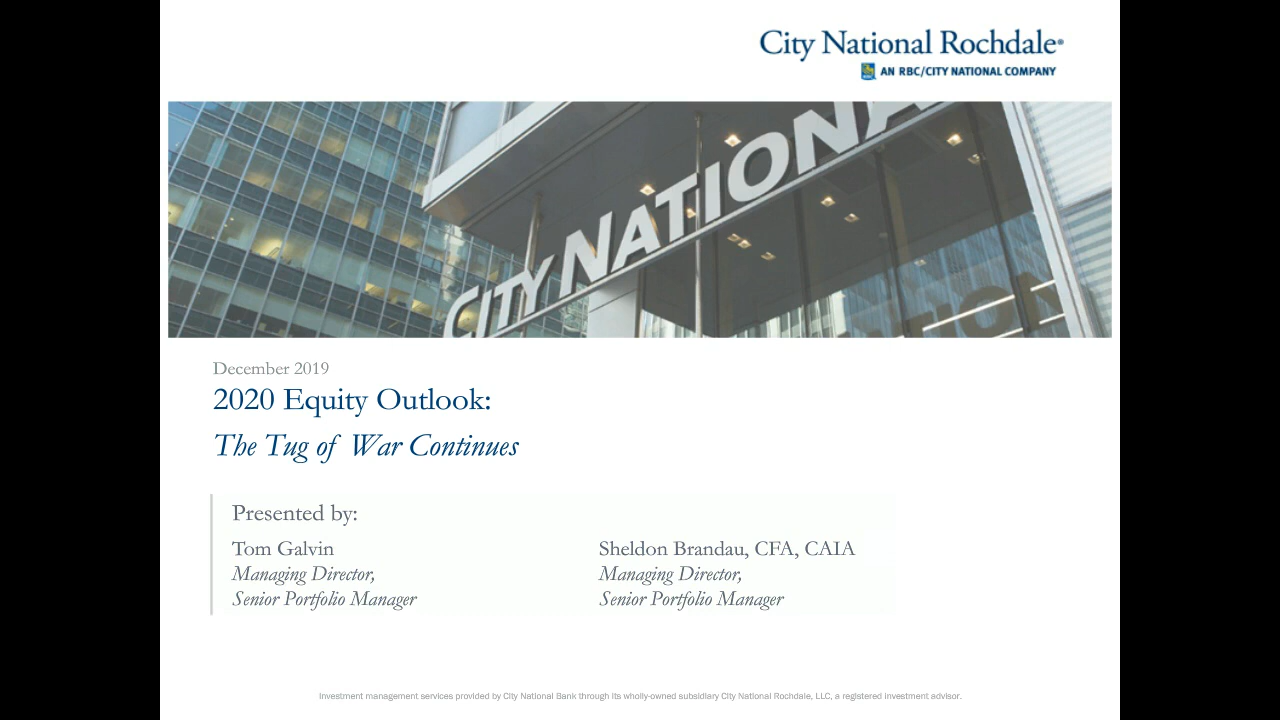 City National Rochdale®
RBC
AN RBC/CITY NATIONAL COMPANY
CITY NATIONA
December 2019
2020 Equity Outlook:
The Tug of War Continues
Presented by:
Tom Galvin
Managing Director,
Senior Portfolio Manager
Sheldon Brandau, CFA, CAIA
Managing Director,
Senior Portfolio Manager
Investment management services provided by City National Bank through its wholly-owned subsidiary City National Rochdale, LLC, a registered investment advisor.